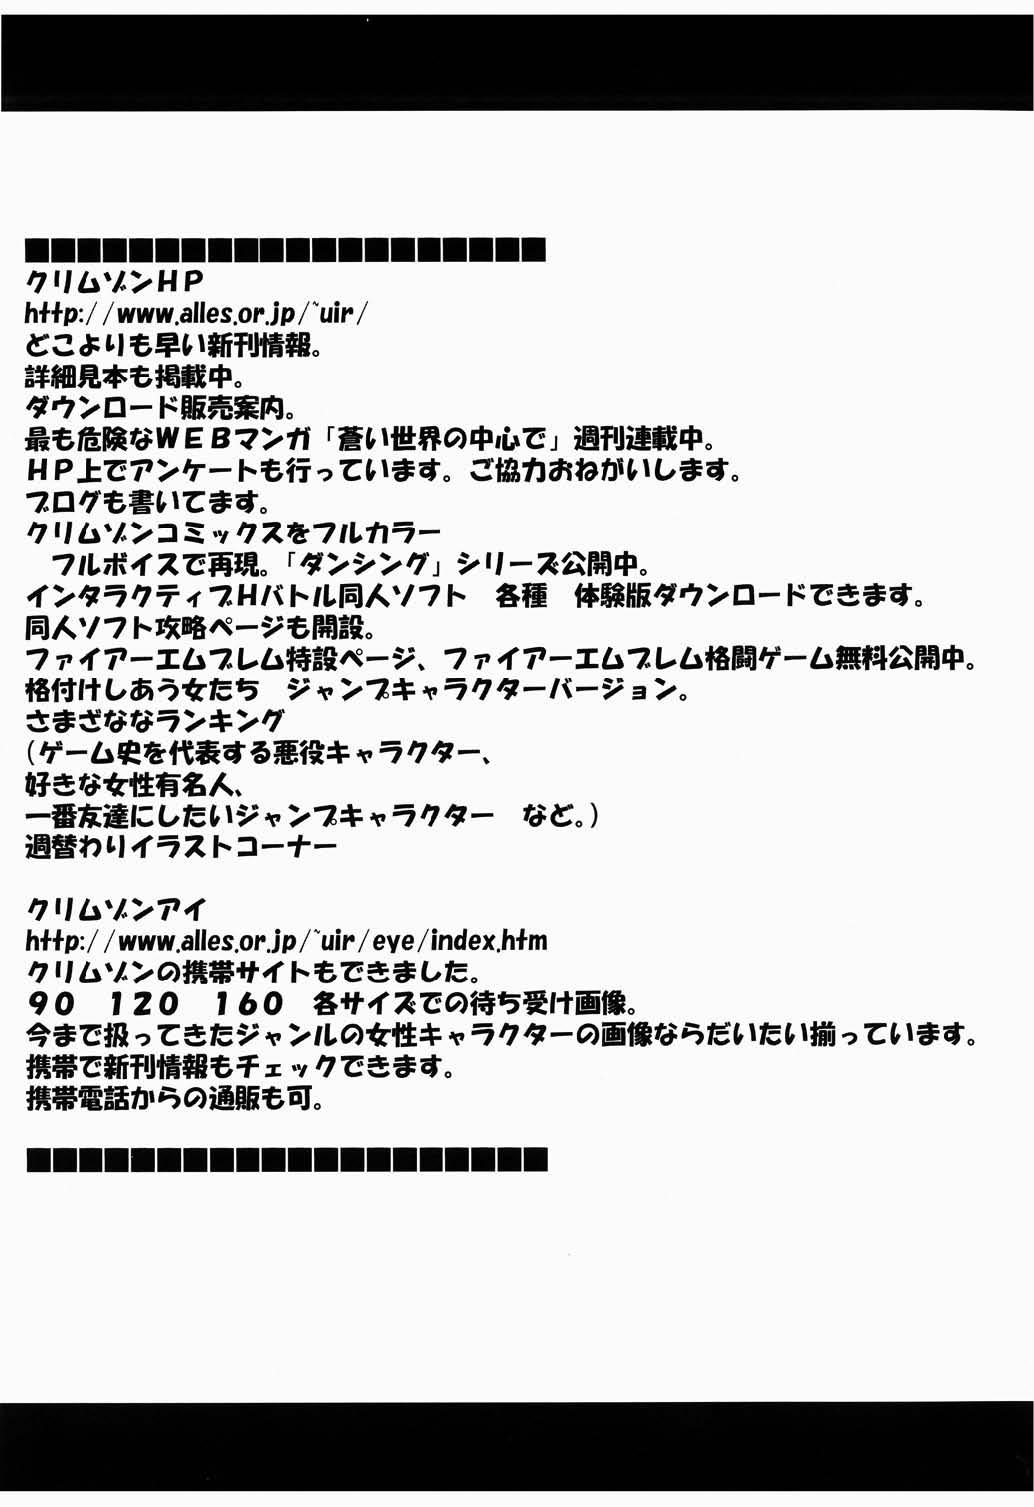 ■■■■■■■■■■■■■■■■■■■■
クリムゾンＨＰ
http://www.alles.or.jp/~uir/
どこよりも早い新刊情報。
詳細見本も掲載中。
ダウンロード販売案内。
最も危険なＷＥＢマンガ「蒼い世界の中心で」週刊連載中。
ＨＰ上でアンケートも行っています。ご協力おねがいします。
ブログも書いてます。
クリムゾンコミックスをフルカラー
　フルボイスで再現。「ダンシング」シリーズ公開中。
インタラクティブＨバトル同人ソフト　各種　体験版ダウンロードできます。
同人ソフト攻略ページも開設。
ファイアーエムブレム特設ページ、ファイアーエムブレム格闘ゲーム無料公開中。
格付けしあう女たち　ジャンプキャラクターバージョン。
さまざななランキング
（ゲーム史を代表する悪役キャラクター、
好きな女性有名人、
一番友達にしたいジャンプキャラクター　など。）
週替わりイラストコーナー
クリムゾンアイ
http://www.alles.or.jp/~uir/eye/index.htm
クリムゾンの携帯サイトもできました。
９０　１２０　１６０　各サイズでの待ち受け画像。
今まで扱ってきたジャンルの女性キャラクターの画像ならだいたい揃っています。
携帯で新刊情報もチェックできます。
携帯電話からの通販も可。
■■■■■■■■■■■■■■■■■■■■